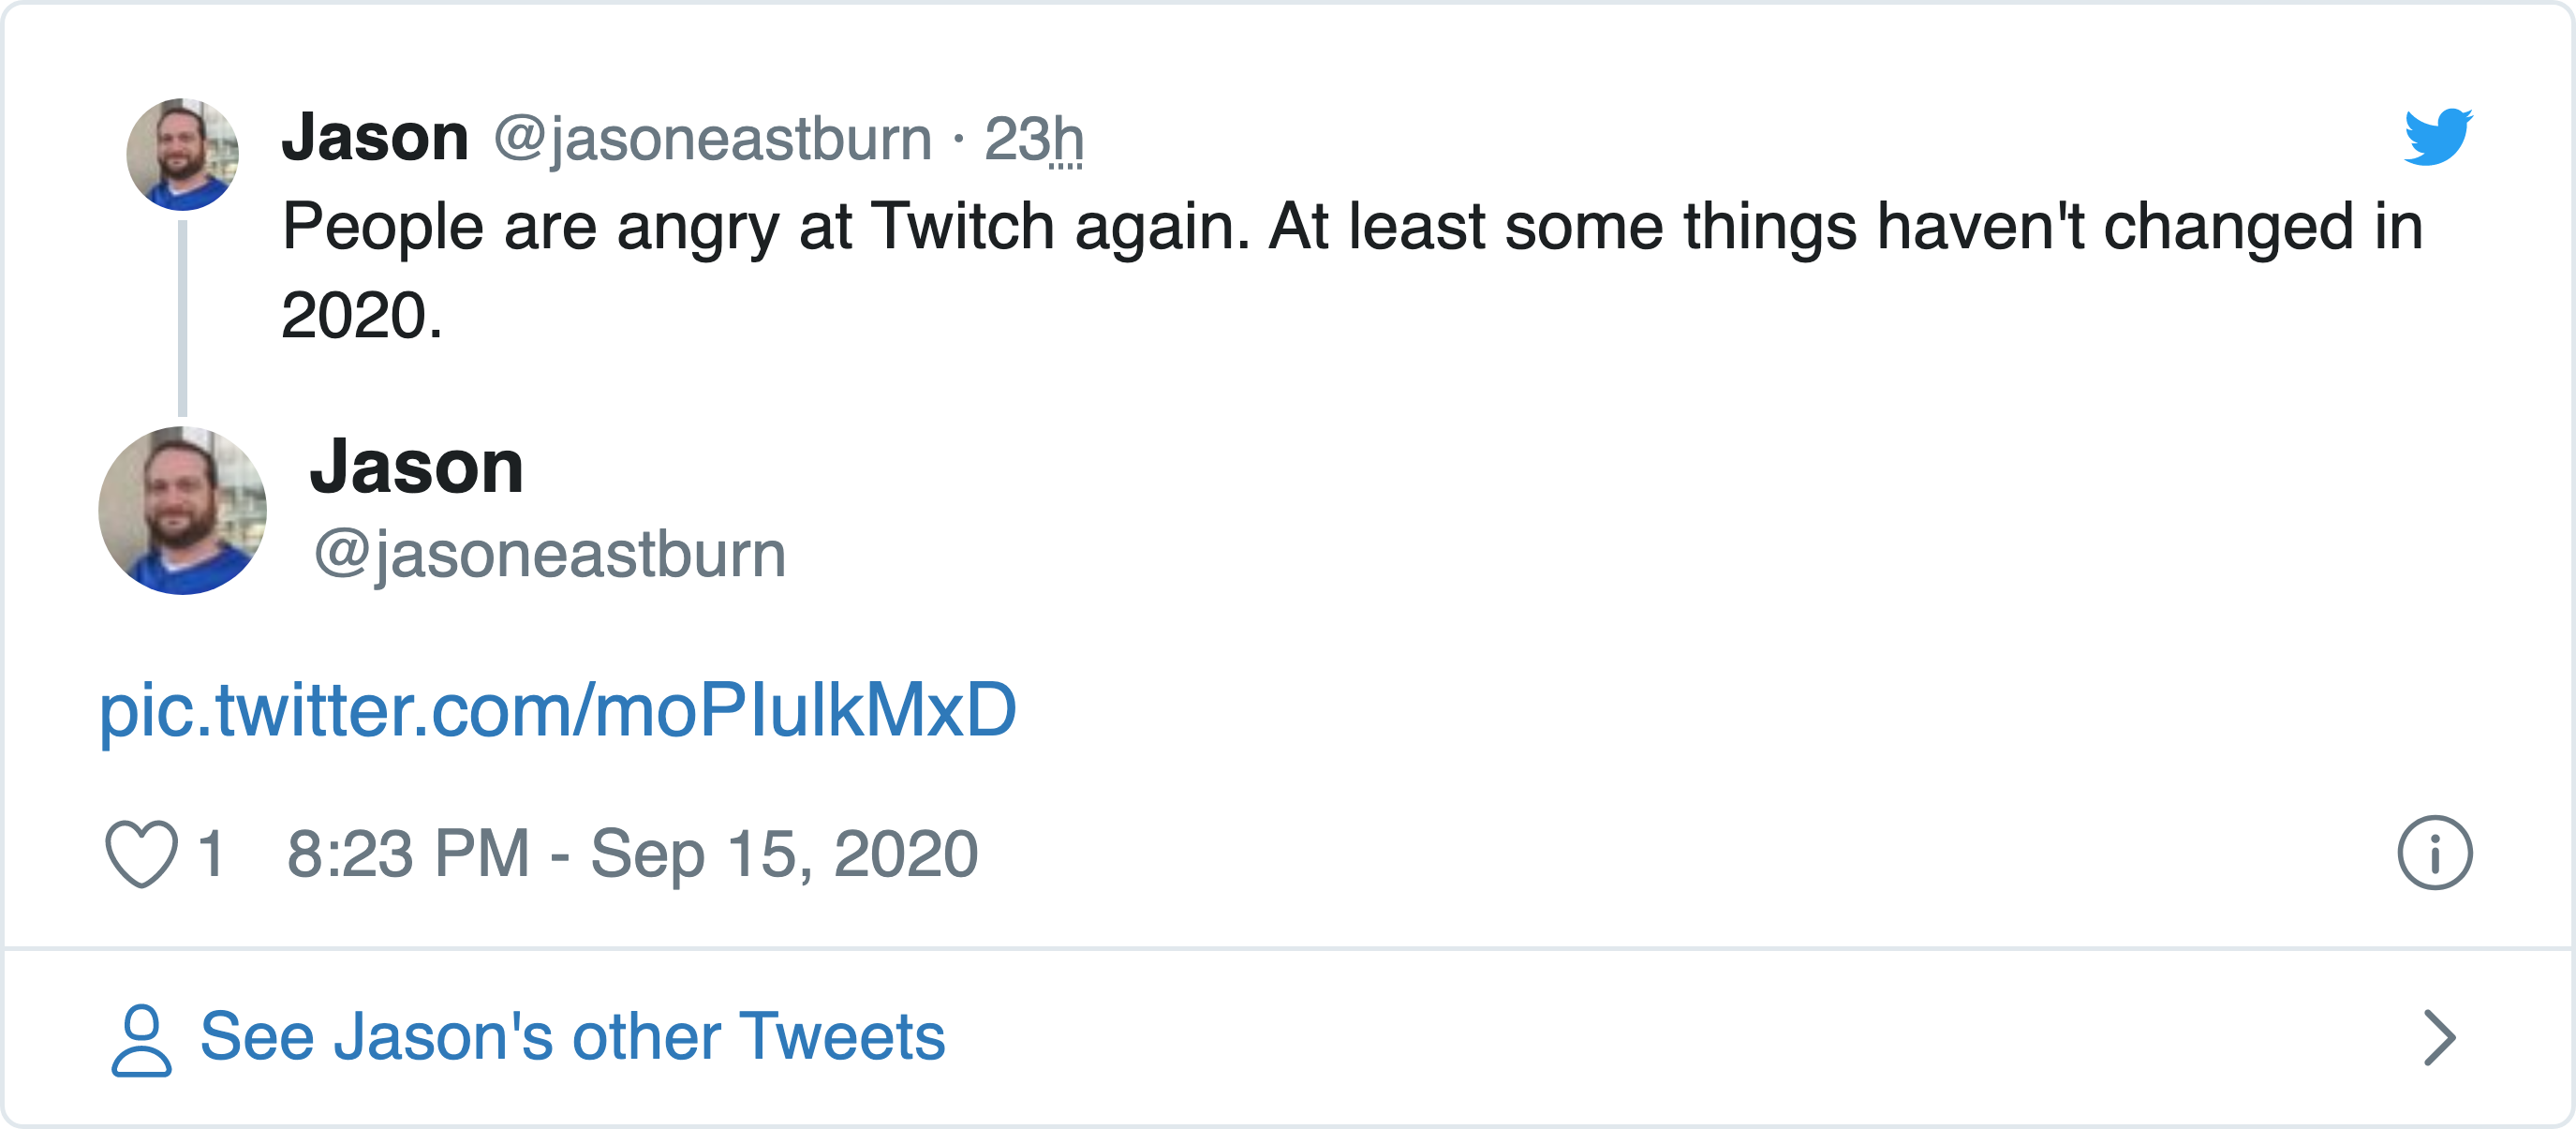 Jason @jasoneastburn · 23h
People are angry at Twitch again. At least some things haven't changed in
2020.
Jason
@jasoneastburn
pic.twitter.com/moPIulkMxD
1 8:23 PM - Sep 15, 2020
See Jason's other Tweets